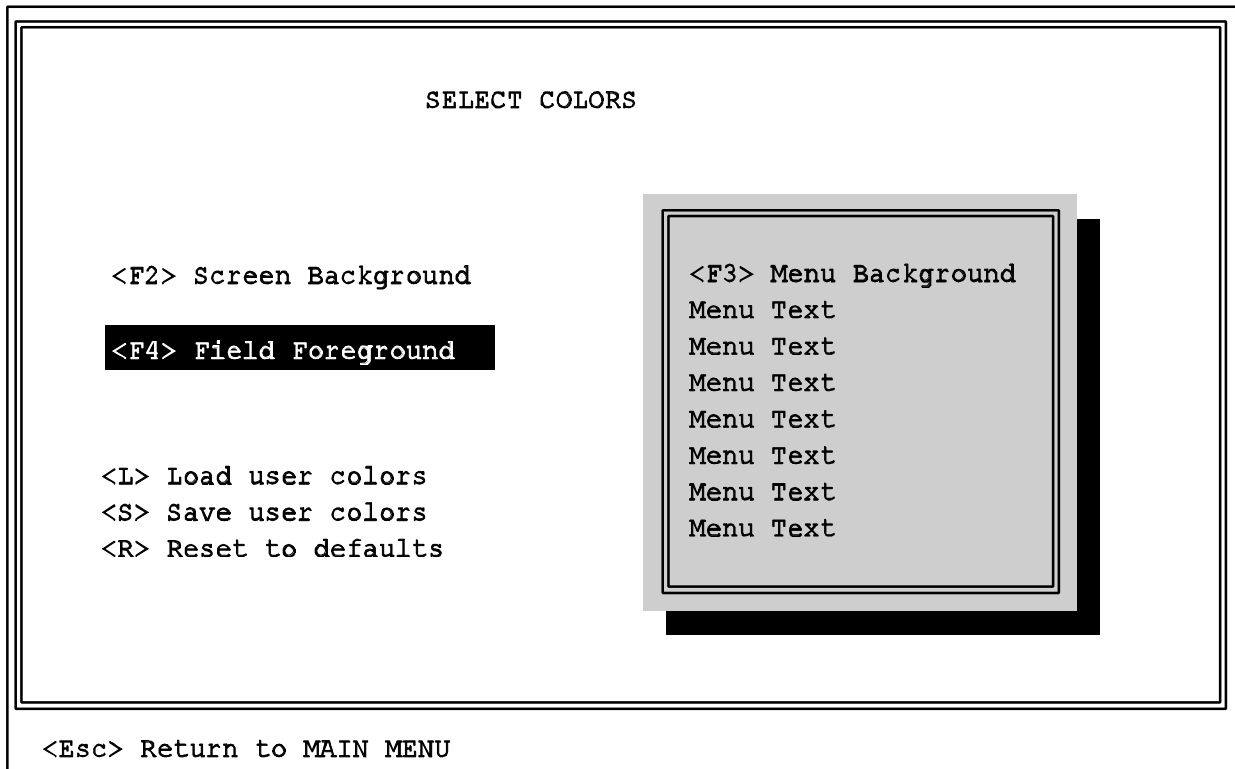 SELECT COLORS
<F2> Screen Background
<F4> Field Foreground
<L> Load user colors
<S> Save user colors
<R> Reset to defaults
<F3> Menu Background
Menu Text
Menu Text
Menu Text
Menu Text
Menu Text
Menu Text
Menu Text
<Esc> Return to MAIN MENU